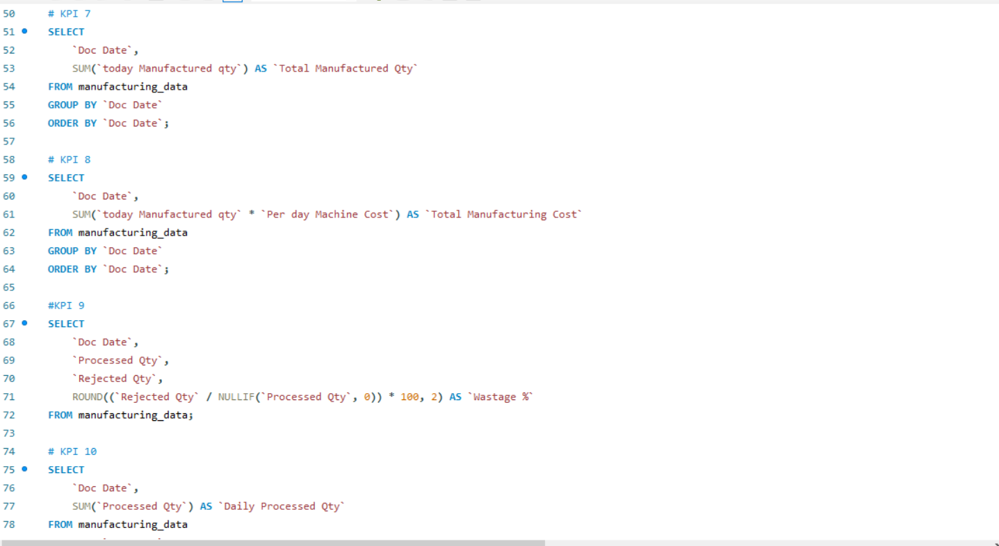 50 # KPI 7
51 SELECT
52 `Doc Date`,
53 SUM(`today Manufactured qty`) AS `Total Manufactured Qty`
54 FROM manufacturing_data
55 GROUP BY `Doc Date`
56 ORDER BY `Doc Date`;
57
58 # KPI 8
59 SELECT
60 `Doc Date`,
61 SUM(`today Manufactured qty` * `Per day Machine Cost`) AS `Total Manufacturing Cost`
62 FROM manufacturing_data
63 GROUP BY `Doc Date`
64 ORDER BY `Doc Date`;
65
66 #KPI 9
67 SELECT
68 `Doc Date`,
69 `Processed Qty`,
70 `Rejected Qty`,
71 ROUND((`Rejected Qty` / NULLIF(`Processed Qty`, 0)) * 100, 2) AS `Wastage %`
72 FROM manufacturing_data;
73
74 # KPI 10
75 SELECT
76 `Doc Date`,
77 SUM(`Processed Qty`) AS `Daily Processed Qty`
78 FROM manufacturing_data